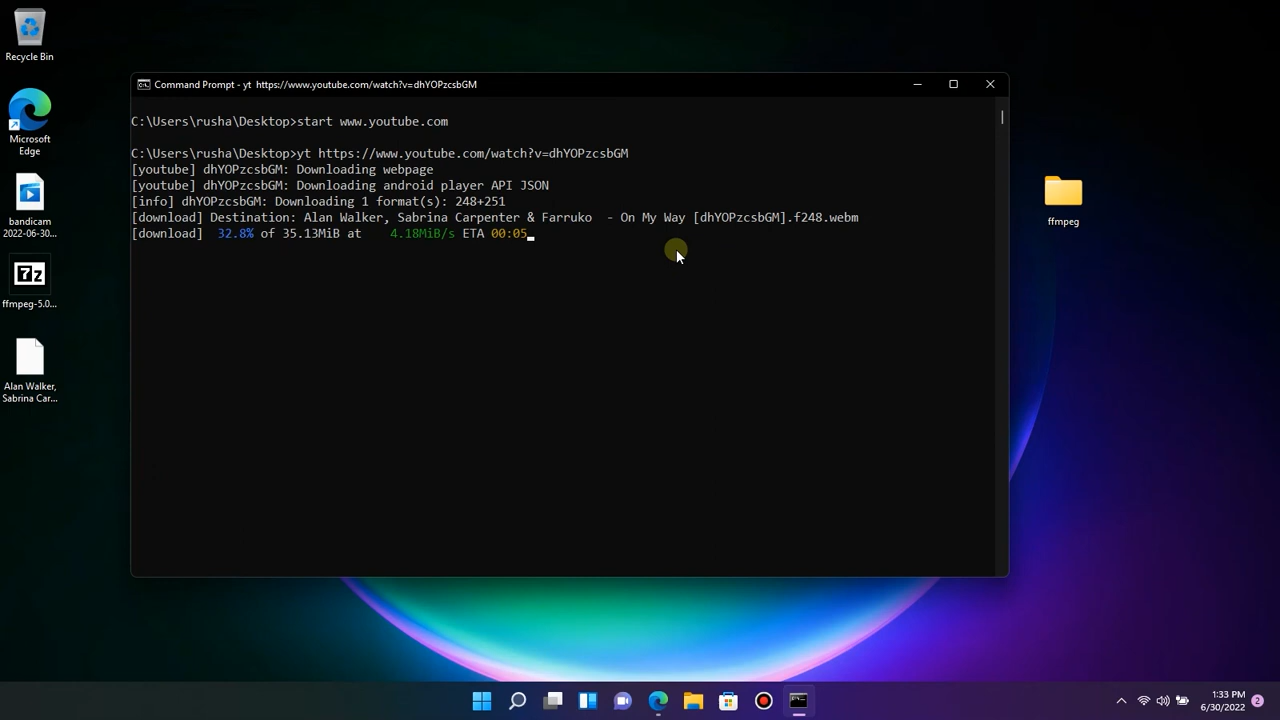 Recycle Bin
Microsoft
Edge
bandicam
2022-06-30...
7z
ffmpeg-5.0...
Alan Walker,
Sabrina Car...
Command Prompt - yt  https://www.youtube.com/watch?v=dhYOPzcsbGM
C:\Users\rusha\Desktop>start www.youtube.com
C:\Users\rusha\Desktop>yt https://www.youtube.com/watch?v=dhYOPzcsbGM
[youtube] dhYOPzcsbGM: Downloading webpage
[youtube] dhYOPzcsbGM: Downloading android player API JSON
[info] dhYOPzcsbGM: Downloading 1 format(s): 248+251
[download] Destination: Alan Walker, Sabrina Carpenter & Farruko  - On My Way [dhYOPzcsbGM].f248.webm
[download]  32.8% of 35.13MiB at    4.18MiB/s ETA 00:05
ffmpeg
1:33 PM
6/30/2022
2